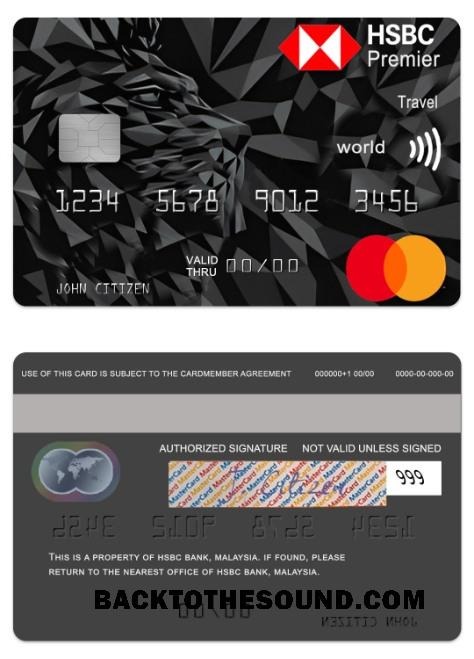 HSBC
Premier
Travel
world
1234 5678 9012 3456
VALID THRU 00/00
JOHN CITIZEN
USE OF THIS CARD IS SUBJECT TO THE CARDMEMBER AGREEMENT 000000+1 00/00 0000-00-000-00
AUTHORIZED SIGNATURE NOT VALID UNLESS SIGNED
MasterCard MasterCard MasterCard
999
THIS IS A PROPERTY OF HSBC BANK, MALAYSIA. IF FOUND, PLEASE
RETURN TO THE NEAREST OFFICE OF HSBC BANK, MALAYSIA.
BACKTOTHESOUND.COM